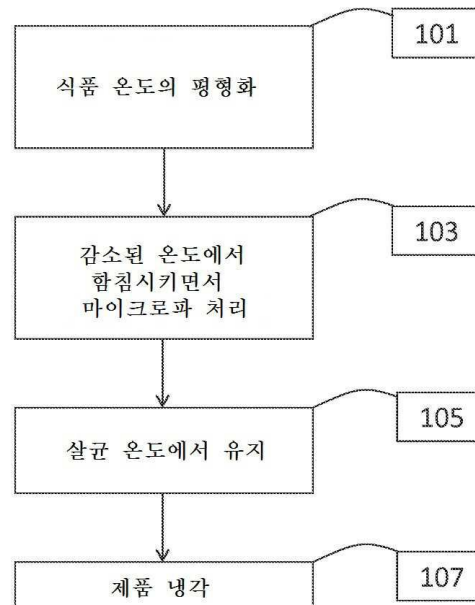 101
식품 온도의 평형화
103
감소된 온도에서
함침시키면서
마이크로파 처리
105
살균 온도에서 유지
107
제품 냉각